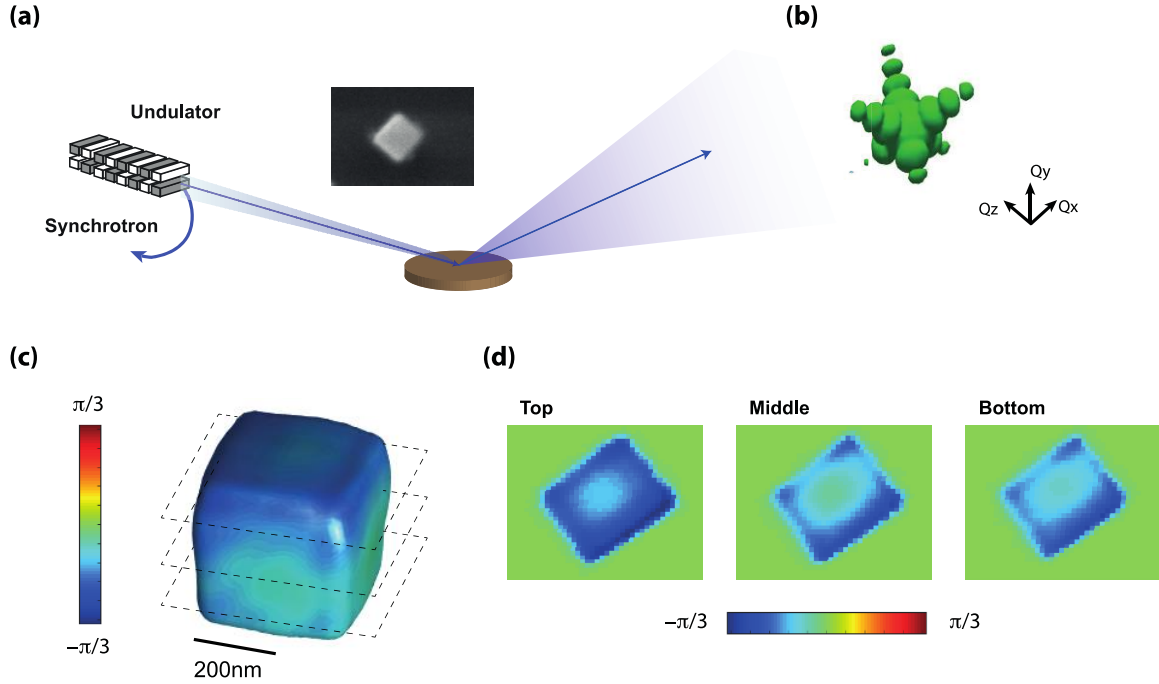 (a)
(b)
Undulator
Synchrotron
Qy
Qz
Qx
(c)
(d)
π/3
−π/3
200nm
Top
Middle
Bottom
−π/3
π/3